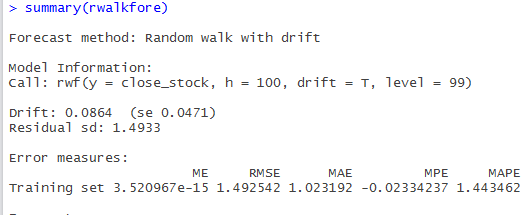 > summary(rwalkfore)
Forecast method: Random walk with drift
Model Information:
Call: rwf(y = close_stock, h = 100, drift = T, level = 99)
Drift: 0.0864  (se 0.0471)
Residual sd: 1.4933
Error measures:
ME RMSE MAE MPE MAPE
Training set 3.520967e-15 1.492542 1.023192 -0.02334237 1.443462